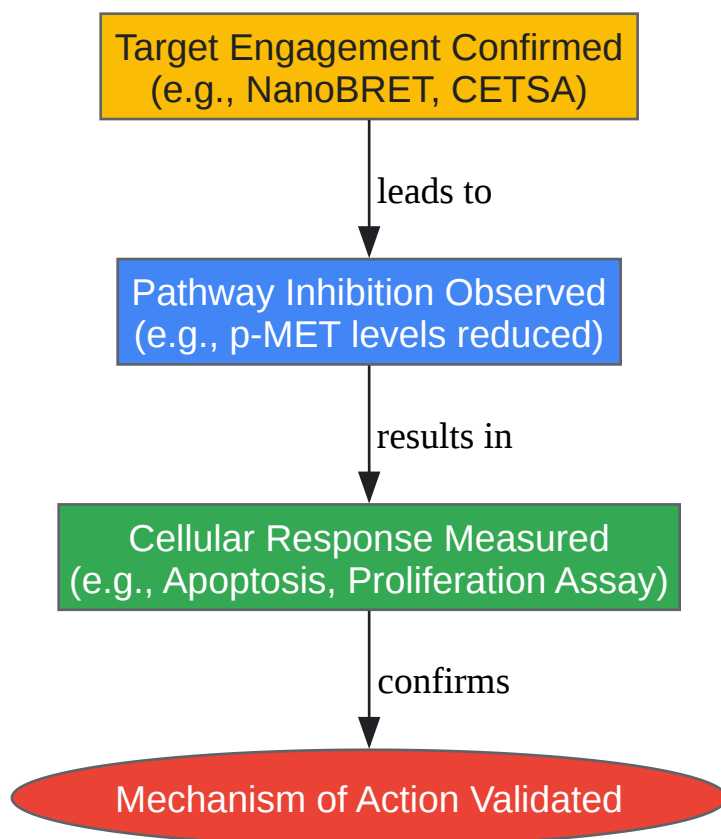 Target Engagement Confirmed
(e.g., NanoBRET, CETSA)
leads to
Pathway Inhibition Observed
(e.g., p-MET levels reduced)
results in
Cellular Response Measured
(e.g., Apoptosis, Proliferation Assay)
confirms
Mechanism of Action Validated